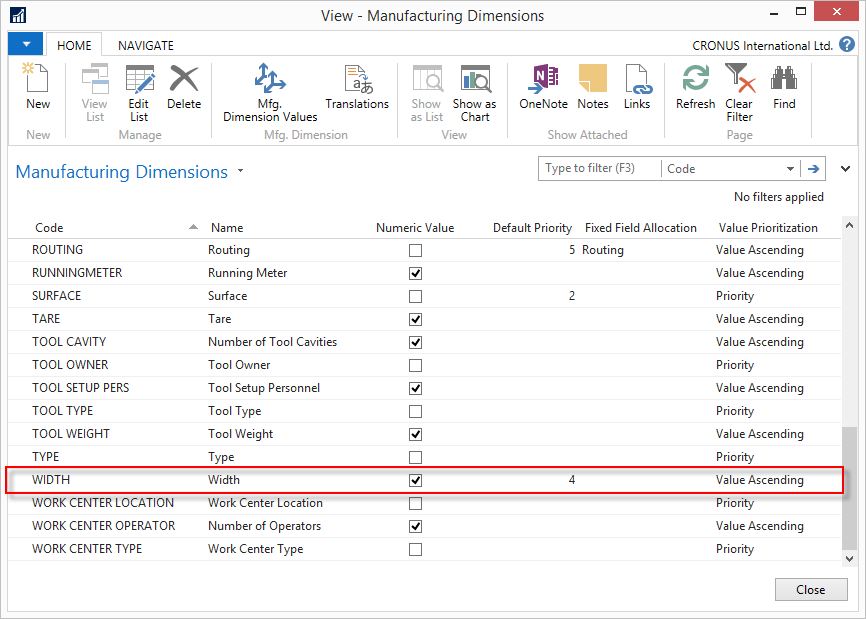 View - Manufacturing Dimensions
HOME NAVIGATE CRONUS International Ltd. ?
New View List Edit List Delete Mfg. Dimension Values Translations Show as List Show as Chart OneNote Notes Links Refresh Clear Filter Find
New Manage Mfg. Dimension View Show Attached Page
Manufacturing Dimensions Type to filter (F3) Code
No filters applied
Code Name Numeric Value Default Priority Fixed Field Allocation Value Prioritization
ROUTING Routing 5 Routing Value Ascending
RUNNINGMETER Running Meter Value Ascending
SURFACE Surface 2 Priority
TARE Tare Value Ascending
TOOL CAVITY Number of Tool Cavities Value Ascending
TOOL OWNER Tool Owner Priority
TOOL SETUP PERS Tool Setup Personnel Value Ascending
TOOL TYPE Tool Type Priority
TOOL WEIGHT Tool Weight Value Ascending
TYPE Type Priority
WIDTH Width 4 Value Ascending
WORK CENTER LOCATION Work Center Location Priority
WORK CENTER OPERATOR Number of Operators Value Ascending
WORK CENTER TYPE Work Center Type Priority
Close